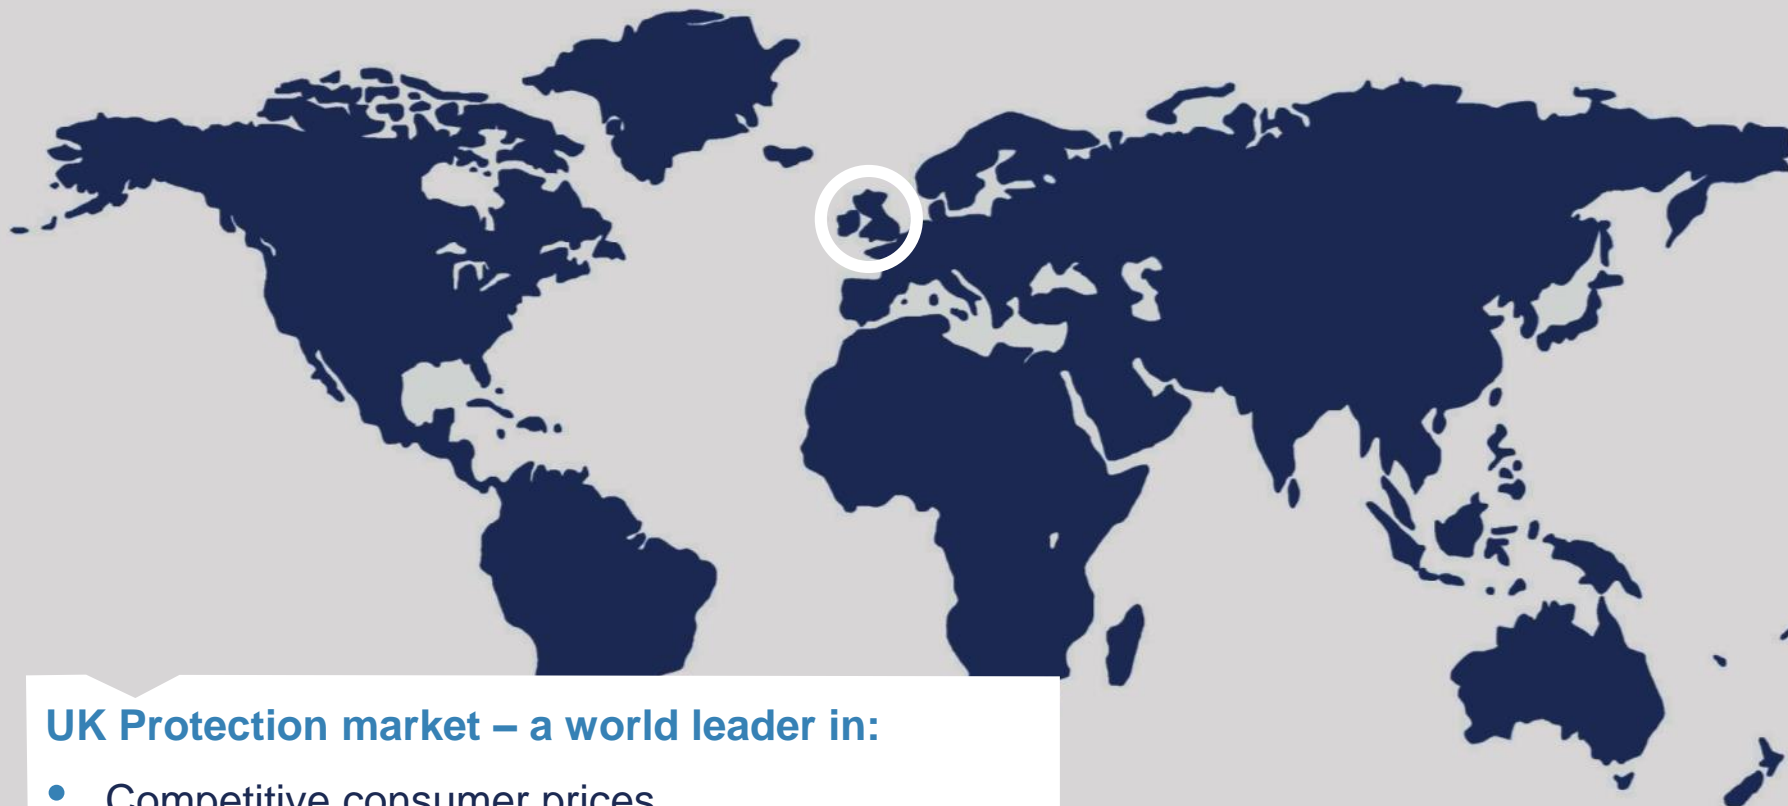 UK Protection market – a world leader in:
• Competitive consumer prices